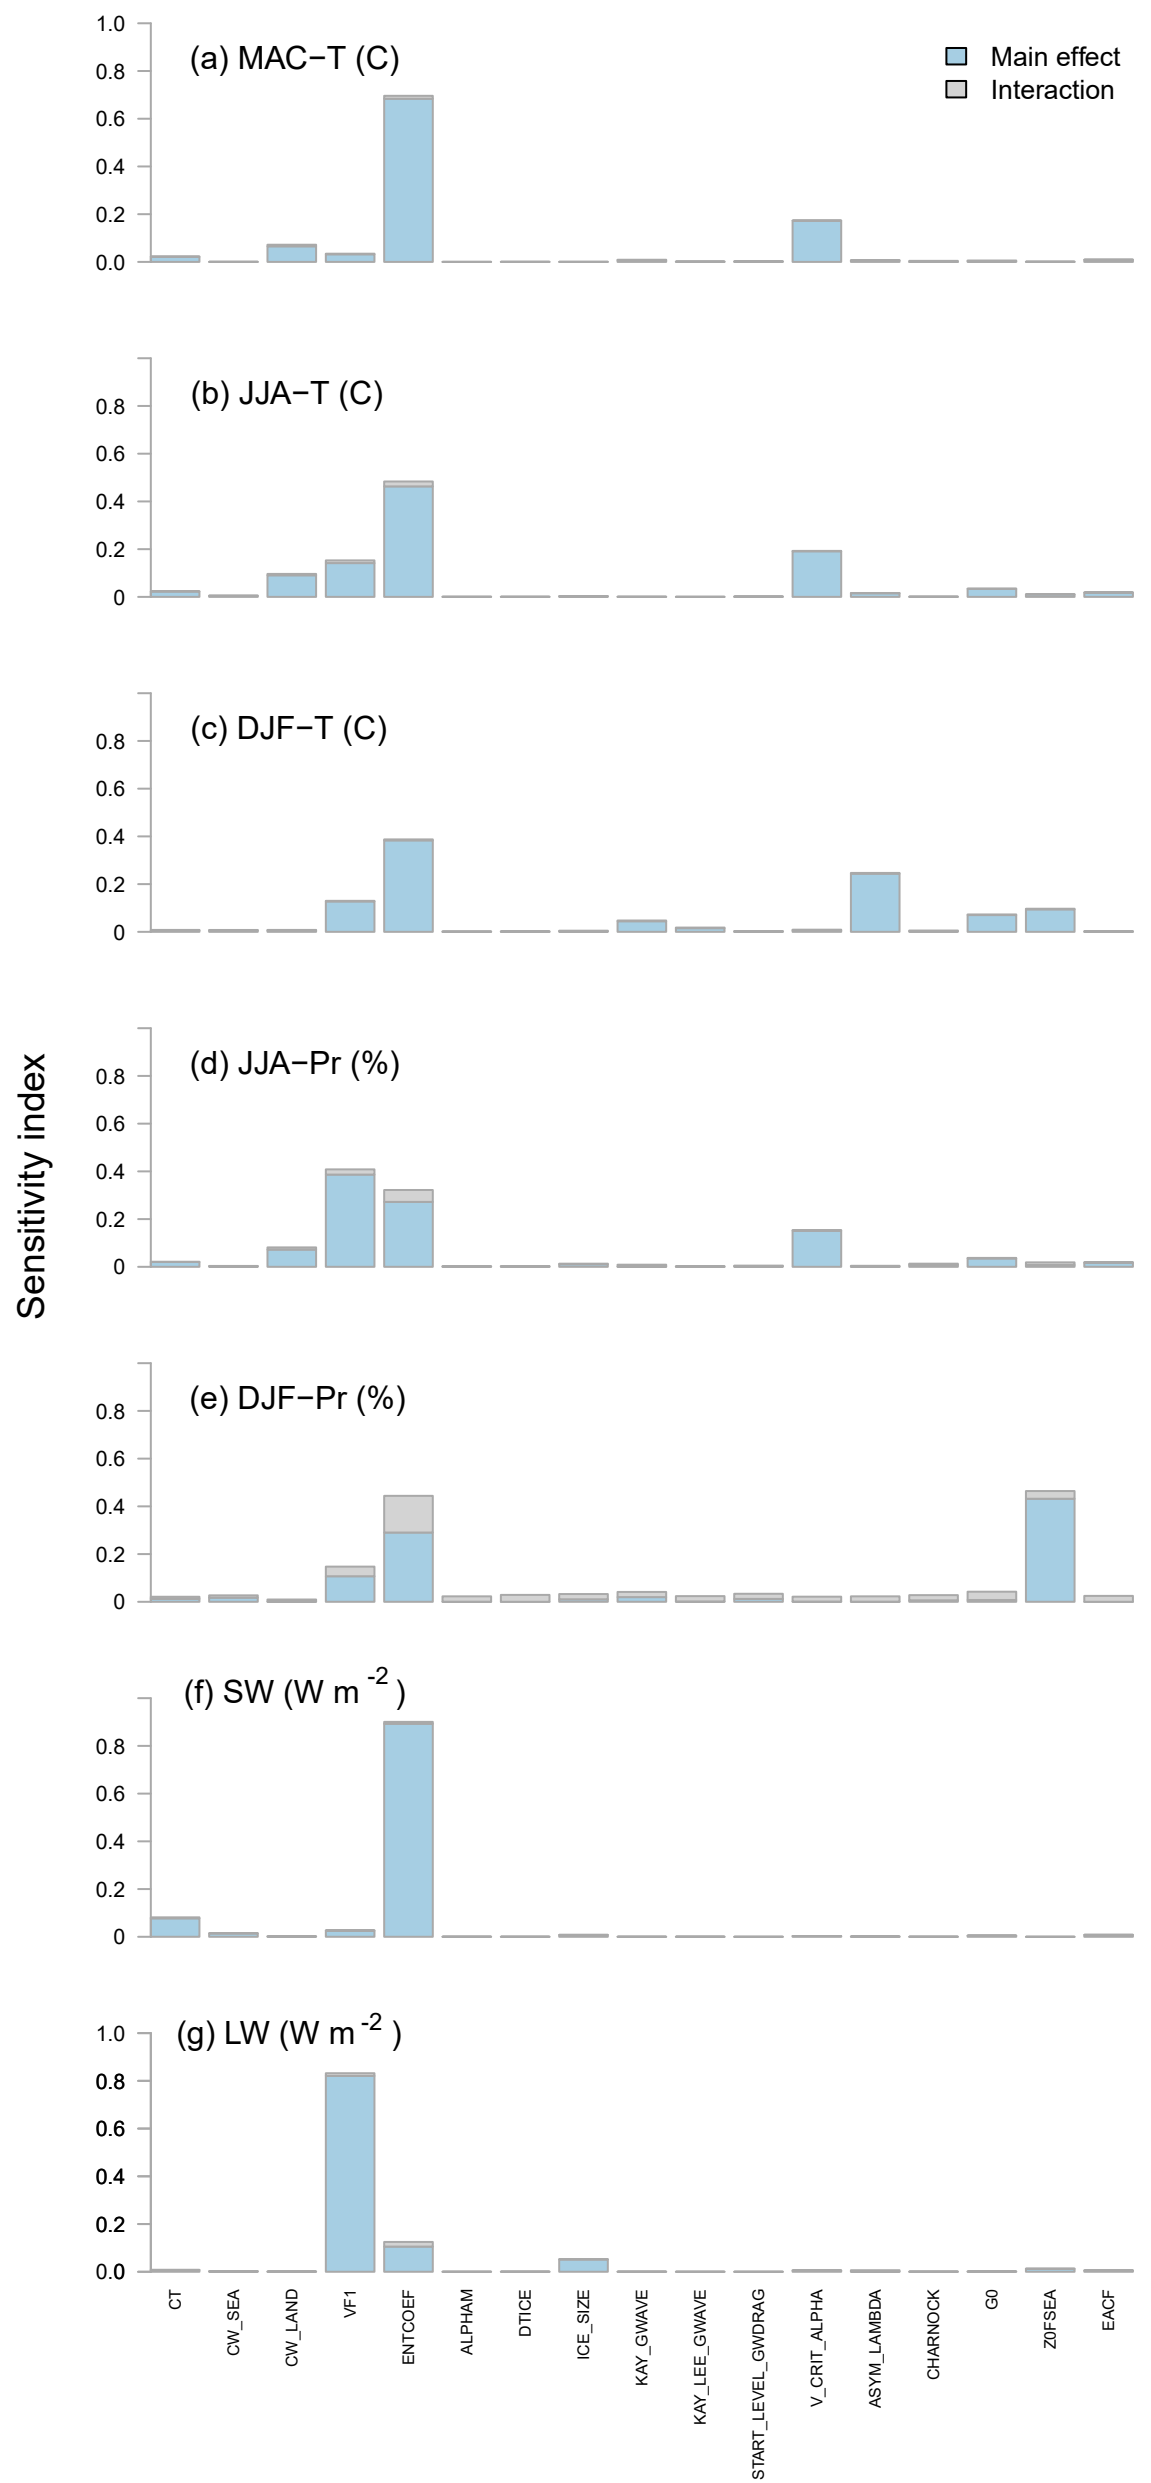 (a) MAC−T (C)
Main effect
Interaction
1.0
0.8
0.6
0.4
0.2
0.0
(b) JJA−T (C)
0.8
0.6
0.4
0.2
0
(c) DJF−T (C)
0.8
0.6
0.4
0.2
0
(d) JJA−Pr (%)
0.8
0.6
0.4
0.2
0
Sensitivity index
(e) DJF−Pr (%)
0.8
0.6
0.4
0.2
0
(f) SW (W m -2 )
0.8
0.6
0.4
0.2
0
(g) LW (W m -2 )
1.0
0.8
0.6
0.4
0.2
0.0
CT
CW_SEA
CW_LAND
VF1
ENTCOEF
ALPHAM
DTICE
ICE_SIZE
KAY_GWAVE
KAY_LEE_GWAVE
START_LEVEL_GWDRAG
V_CRIT_ALPHA
ASYM_LAMBDA
CHARNOCK
G0
Z0FSEA
EACF